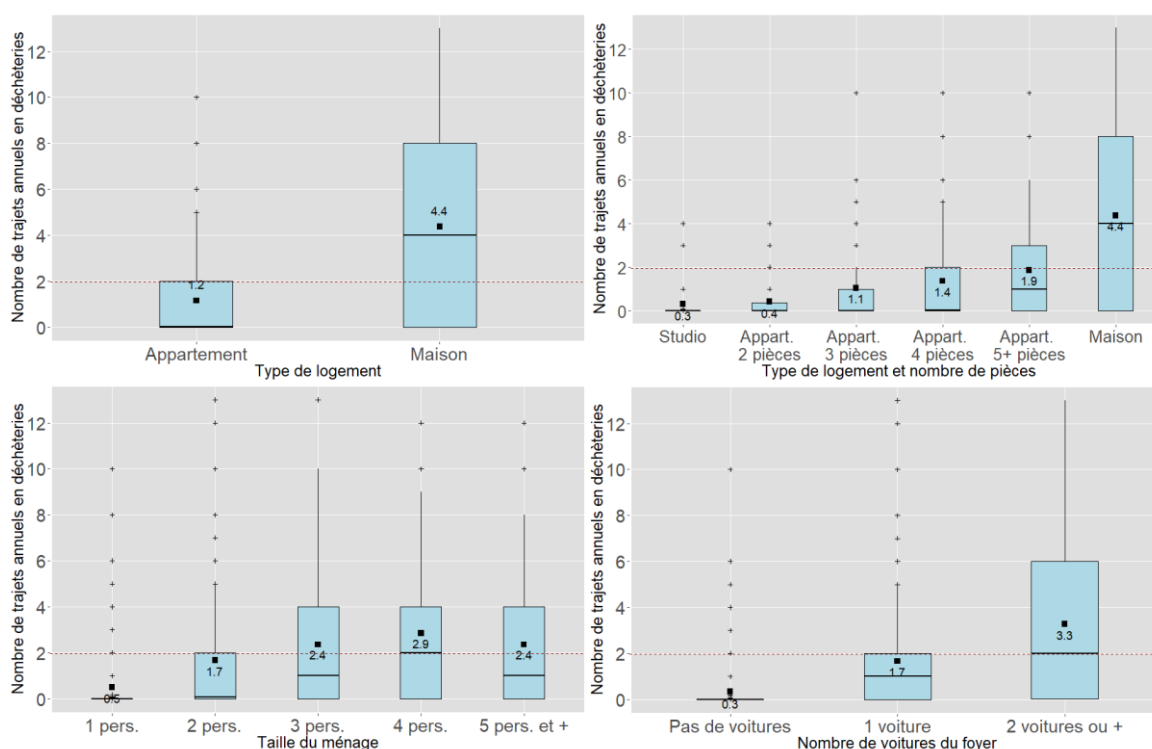 Nombre de trajets annuels en déchèteries
12
10
8
6
4
2
0
4.4
1.2
Appartement Maison
Type de logement
Nombre de trajets annuels en déchèteries
12
10
8
6
4
2
0
0.3 0.4 1.1 1.4 1.9 4.4
Studio Appart. Appart. Appart. Appart. Maison
2 pièces 3 pièces 4 pièces 5+ pièces
Type de logement et nombre de pièces
Nombre de trajets annuels en déchèteries
12
10
8
6
4
2
0
0.5 1.7 2.4 2.9 2.4
1 pers. 2 pers. 3 pers. 4 pers. 5 pers. et +
Taille du ménage
Nombre de trajets annuels en déchèteries
12
10
8
6
4
2
0
0.3 1.7 3.3
Pas de voitures 1 voiture 2 voitures ou +
Nombre de voitures du foyer